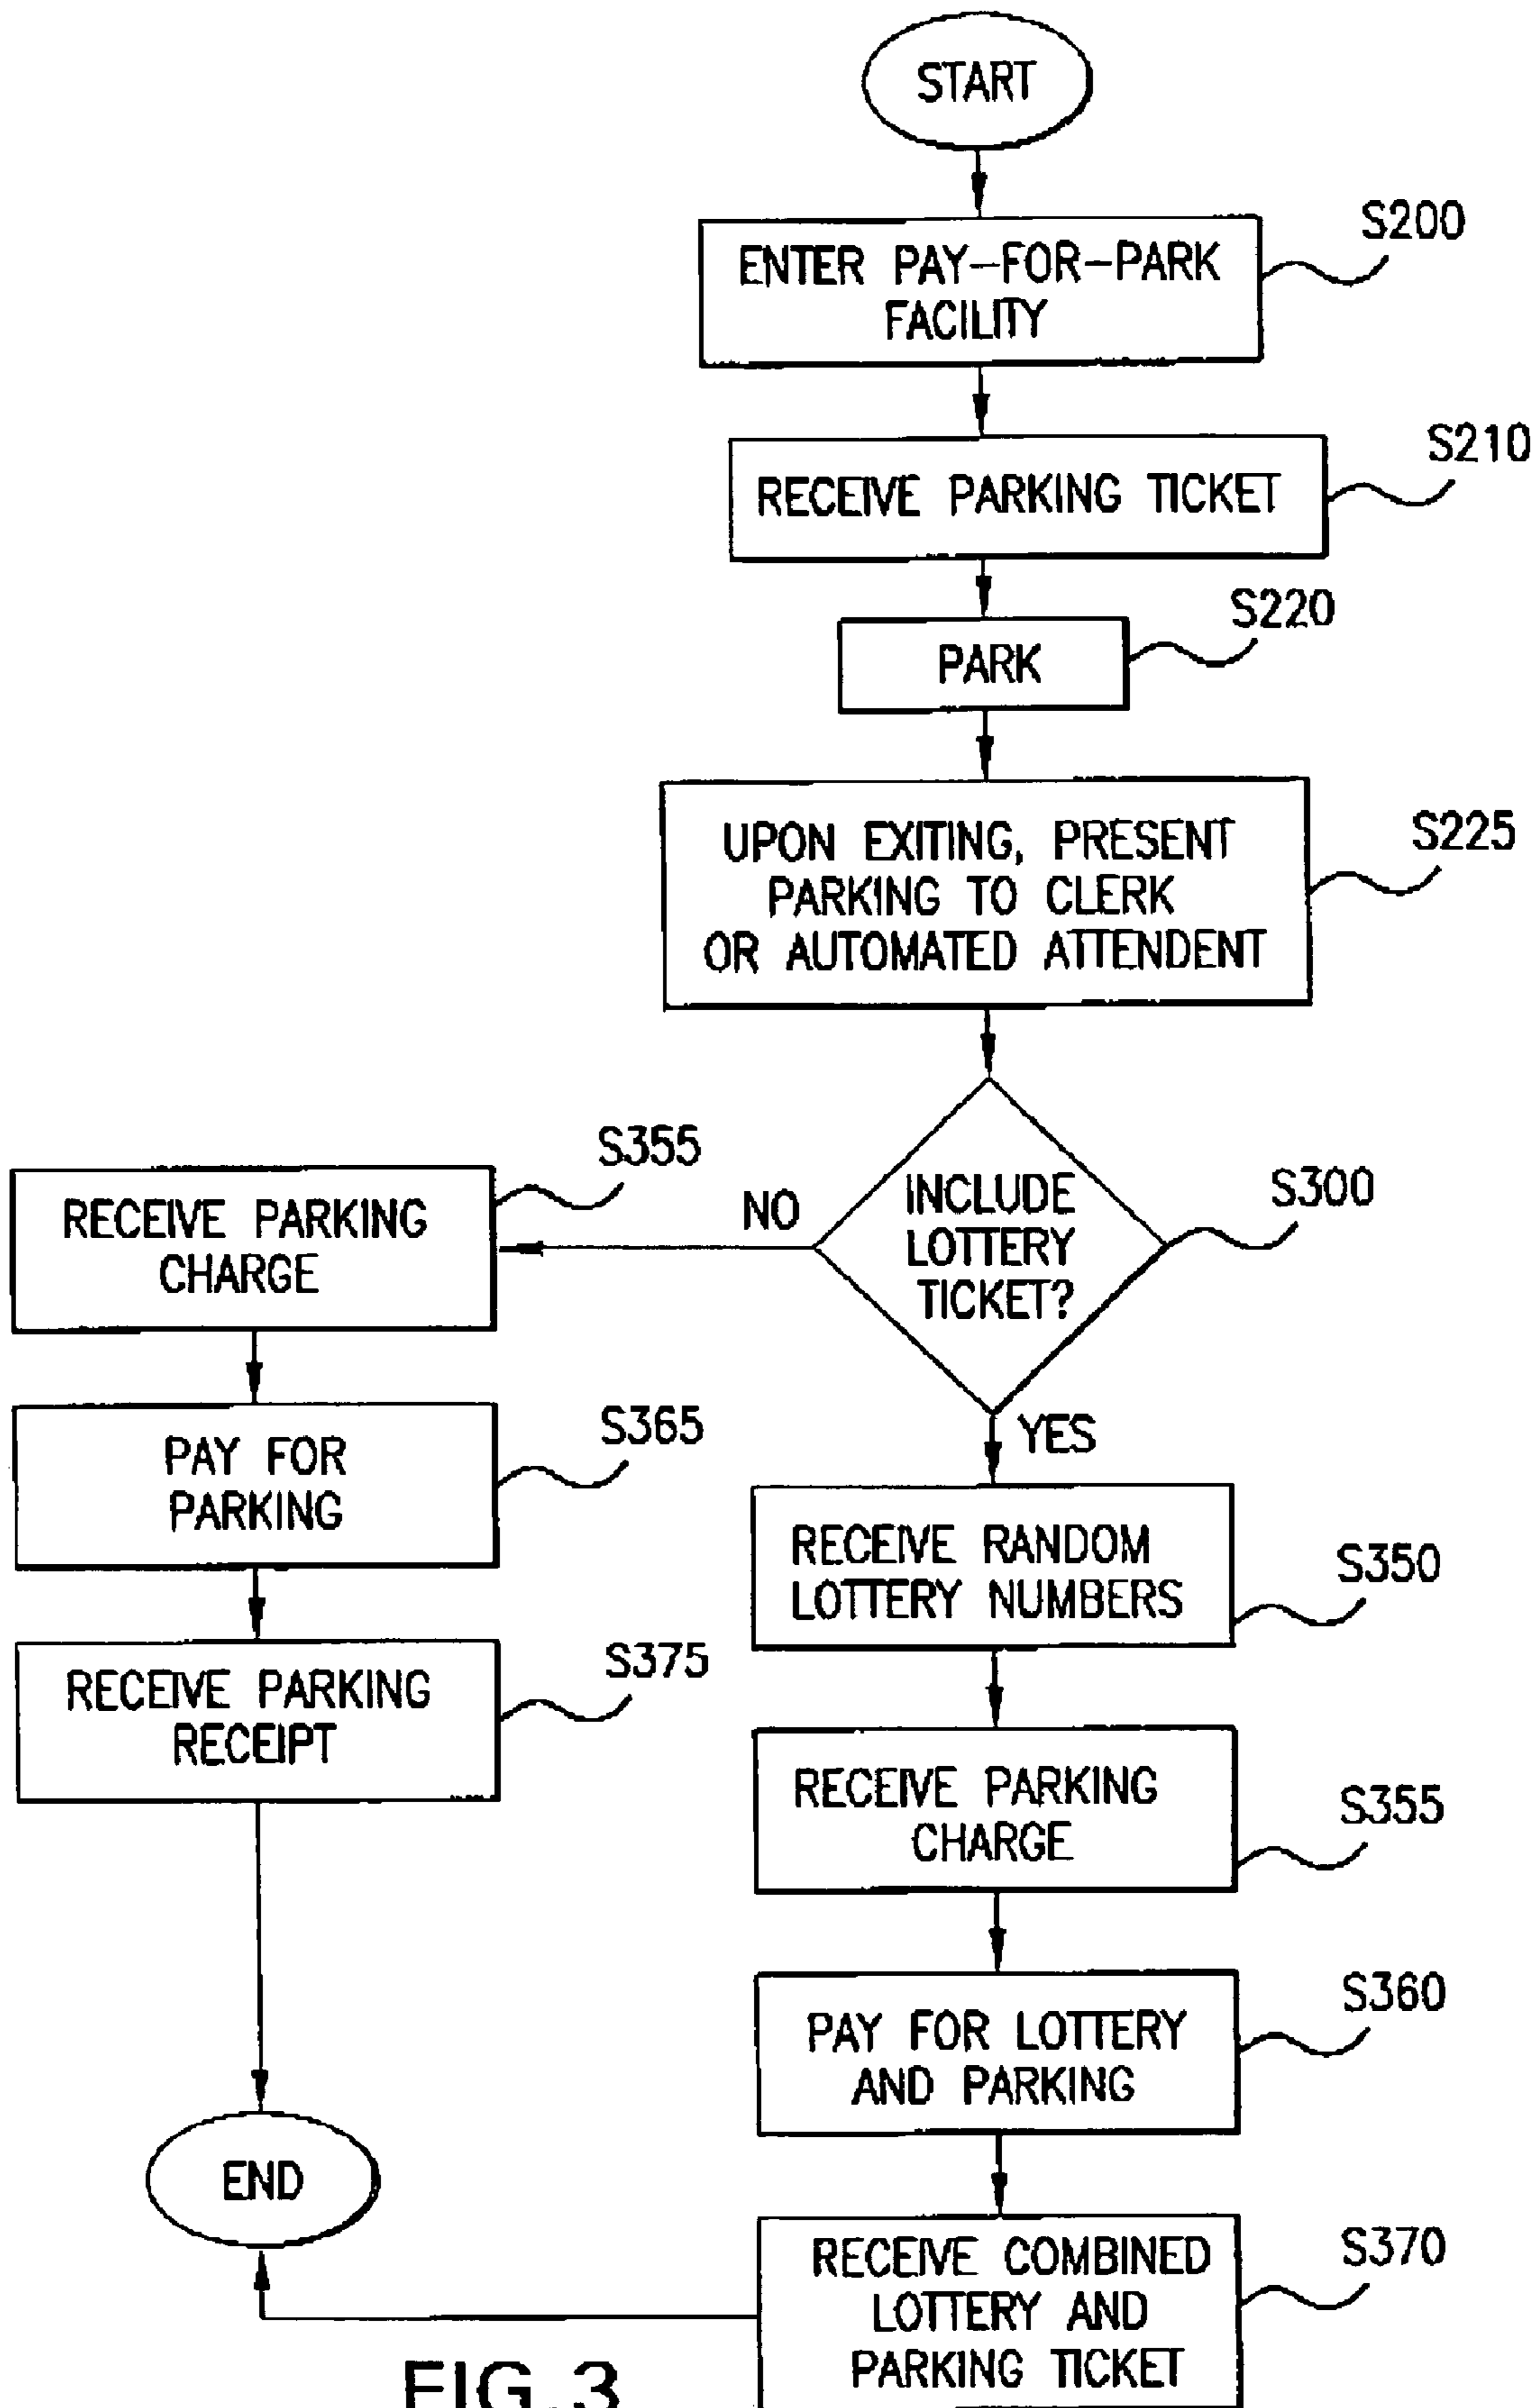 START
ENTER PAY-FOR-PARK
FACILITY
S200
RECEIVE PARKING TICKET
S210
PARK
S220
UPON EXITING, PRESENT
PARKING TO CLERK
OR AUTOMATED ATTENDENT
S225
INCLUDE
LOTTERY
TICKET?
S300
NO
RECEIVE PARKING
CHARGE
S355
PAY FOR
PARKING
S365
RECEIVE PARKING
RECEIPT
S375
YES
RECEIVE RANDOM
LOTTERY NUMBERS
S350
RECEIVE PARKING
CHARGE
S355
PAY FOR LOTTERY
AND PARKING
S360
RECEIVE COMBINED
LOTTERY AND
PARKING TICKET
S370
END
FIG.3